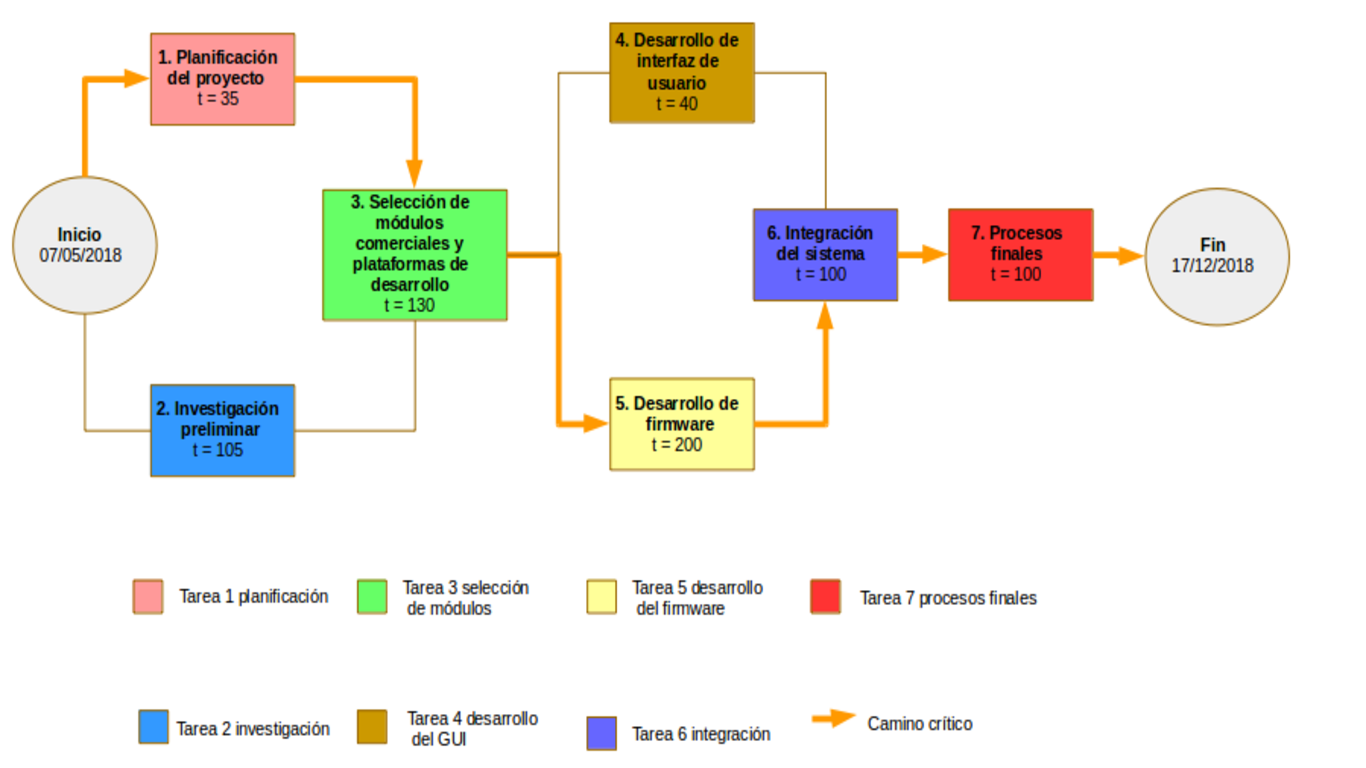 1. Planificación
del proyecto
t = 35
4. Desarrollo de
interfaz de
usuario
t = 40
Inicio
07/05/2018
3. Selección de
módulos
comerciales y
plataformas de
desarrollo
t = 130
6. Integración
del sistema
t = 100
7. Procesos
finales
t = 100
Fin
17/12/2018
2. Investigación
preliminar
t = 105
5. Desarrollo de
firmware
t = 200
Tarea 1 planificación
Tarea 3 selección
de módulos
Tarea 5 desarrollo
del firmware
Tarea 7 procesos finales
Tarea 2 investigación
Tarea 4 desarrollo
del GUI
Tarea 6 integración
Camino crítico